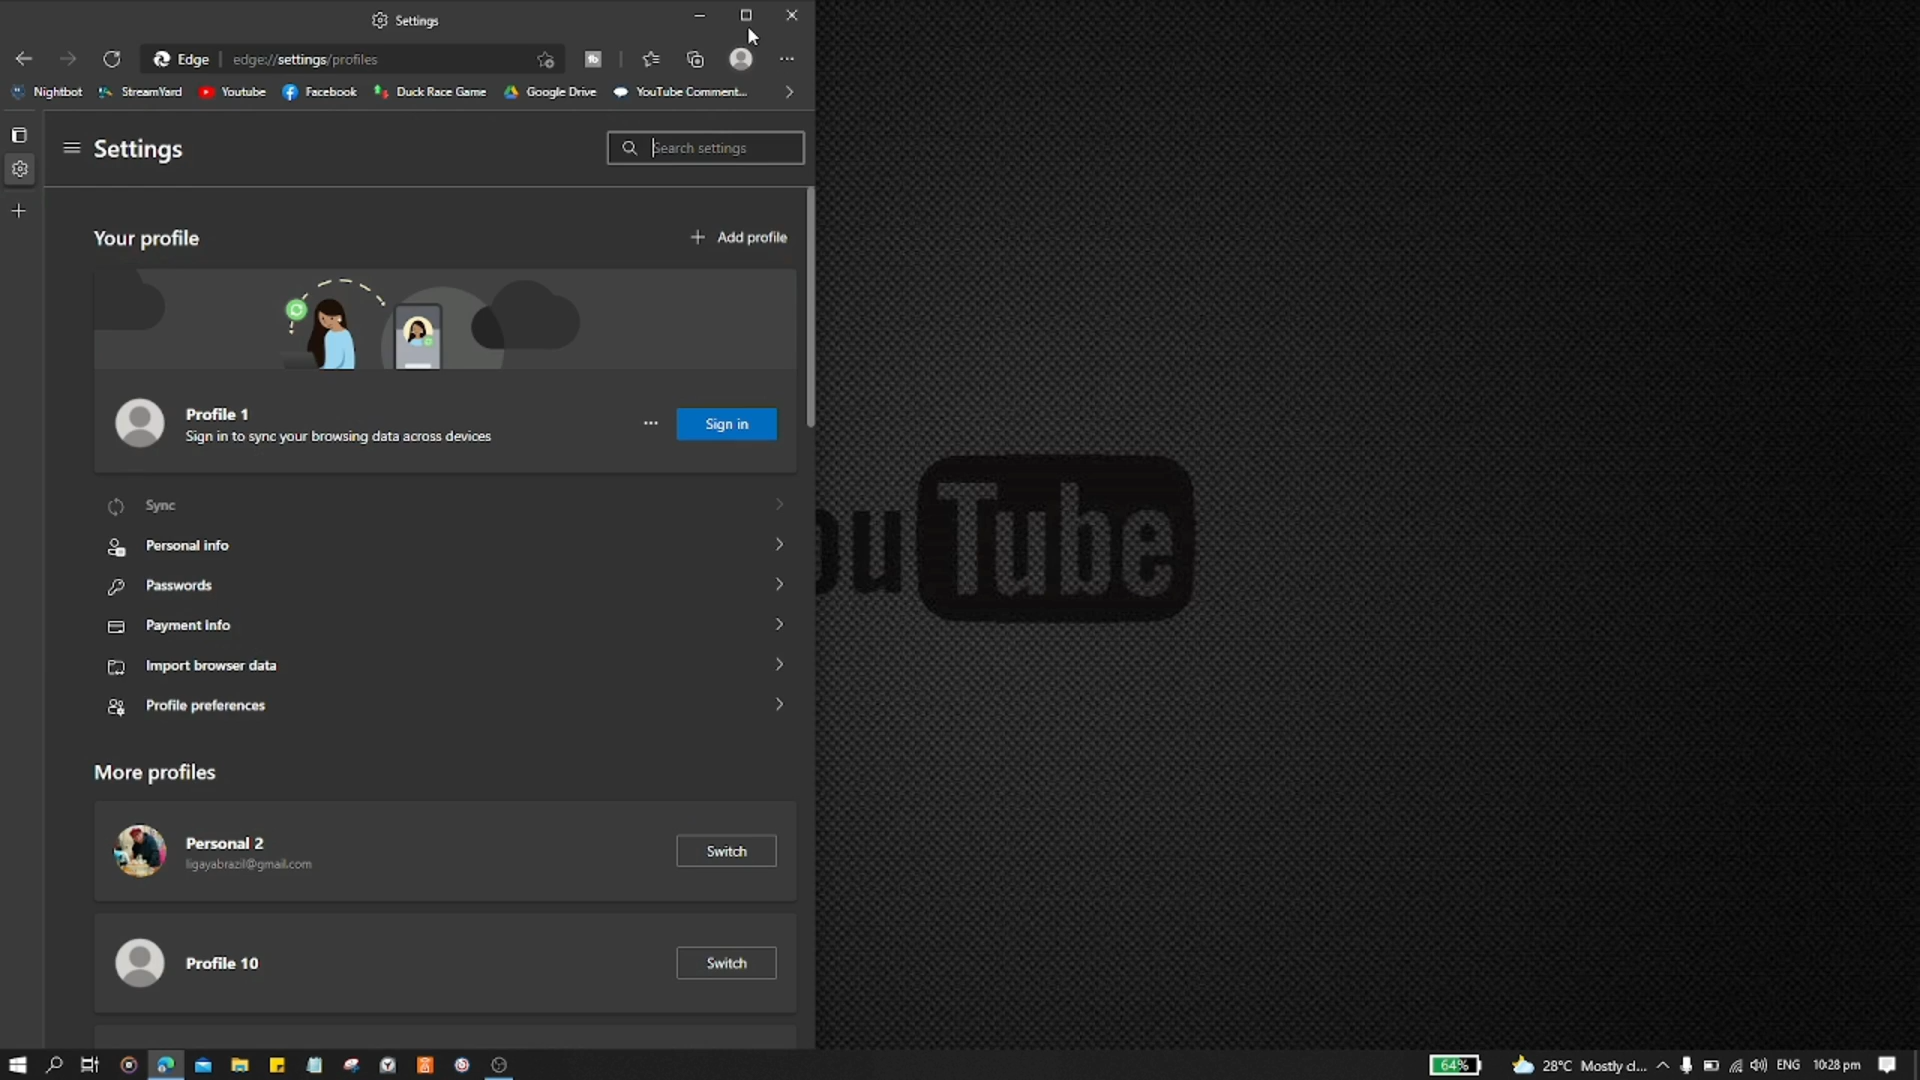 Settings
Edge
edge://settings/profiles
Nightbot
StreamYard
Youtube
Facebook
Duck Race Game
Google Drive
YouTube Comment...
Settings
Search settings
Your profile
Add profile
Profile 1
Sign in to sync your browsing data across devices
Sign in
Sync
Personal info
Passwords
Payment info
Import browser data
Profile preferences
More profiles
Personal 2
ligayabrazil@gmail.com
Switch
Profile 10
Switch
ouTube
64%
28°C Mostly cl...
ENG
10:28 pm